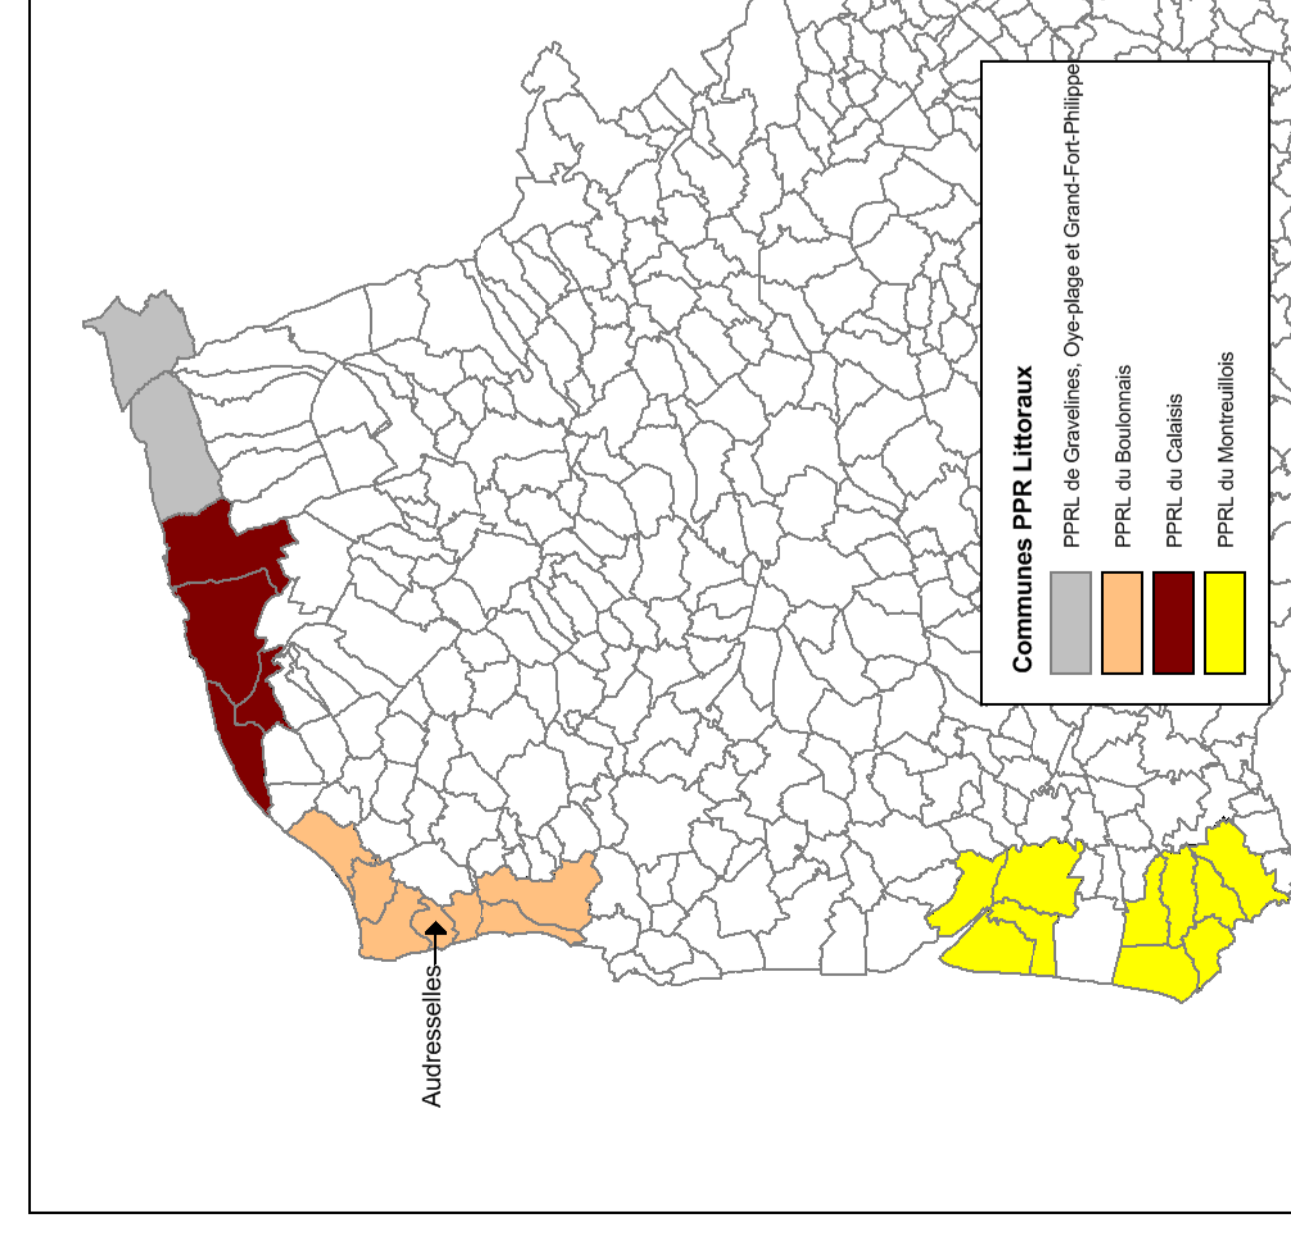 Audresselles
Communes PPR Littoraux
PPRL de Gravelines, Oye-plage et Grand-Fort-Philippe
PPRL du Boulonnais
PPRL du Calaisis
PPRL du Montreuillois